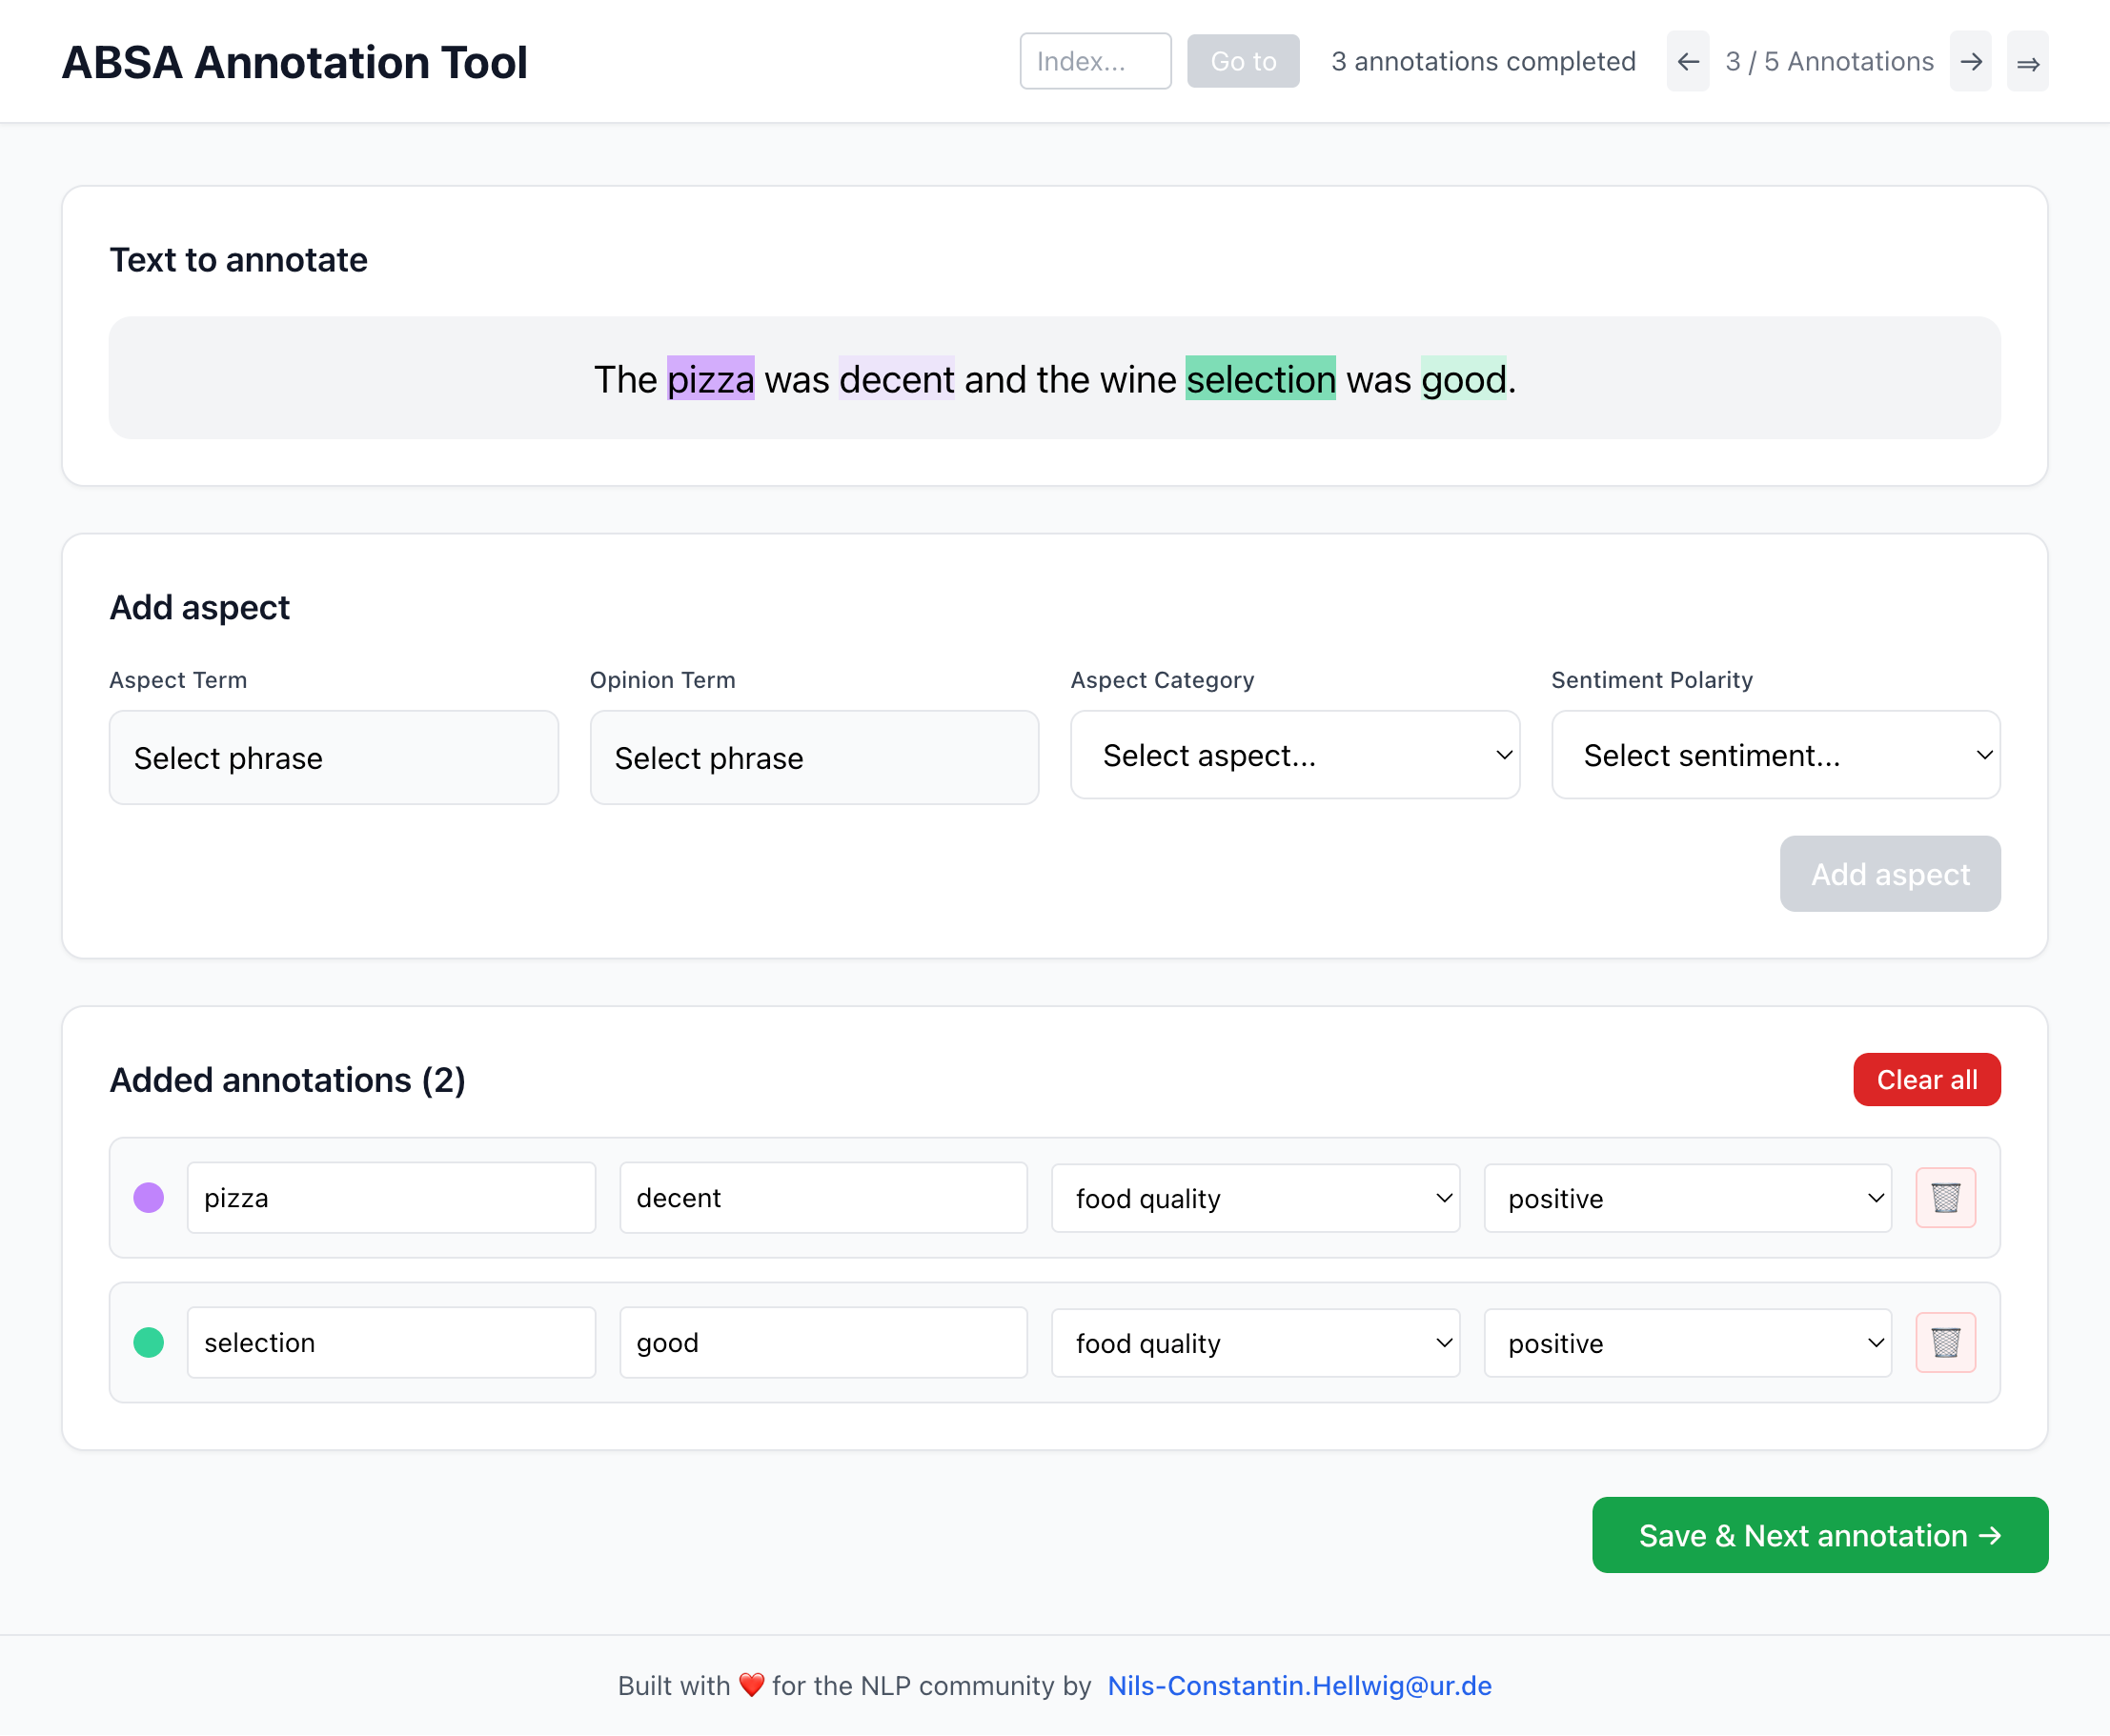 ABSA Annotation Tool
Index... Go to 3 annotations completed ← 3 / 5 Annotations → ⇒
Text to annotate
The pizza was decent and the wine selection was good.
Add aspect
Aspect Term Opinion Term Aspect Category Sentiment Polarity
Select phrase Select phrase Select aspect... Select sentiment...
Add aspect
Added annotations (2) Clear all
pizza decent food quality positive
selection good food quality positive
Save & Next annotation →
Built with ❤️ for the NLP community by Nils-Constantin.Hellwig@ur.de